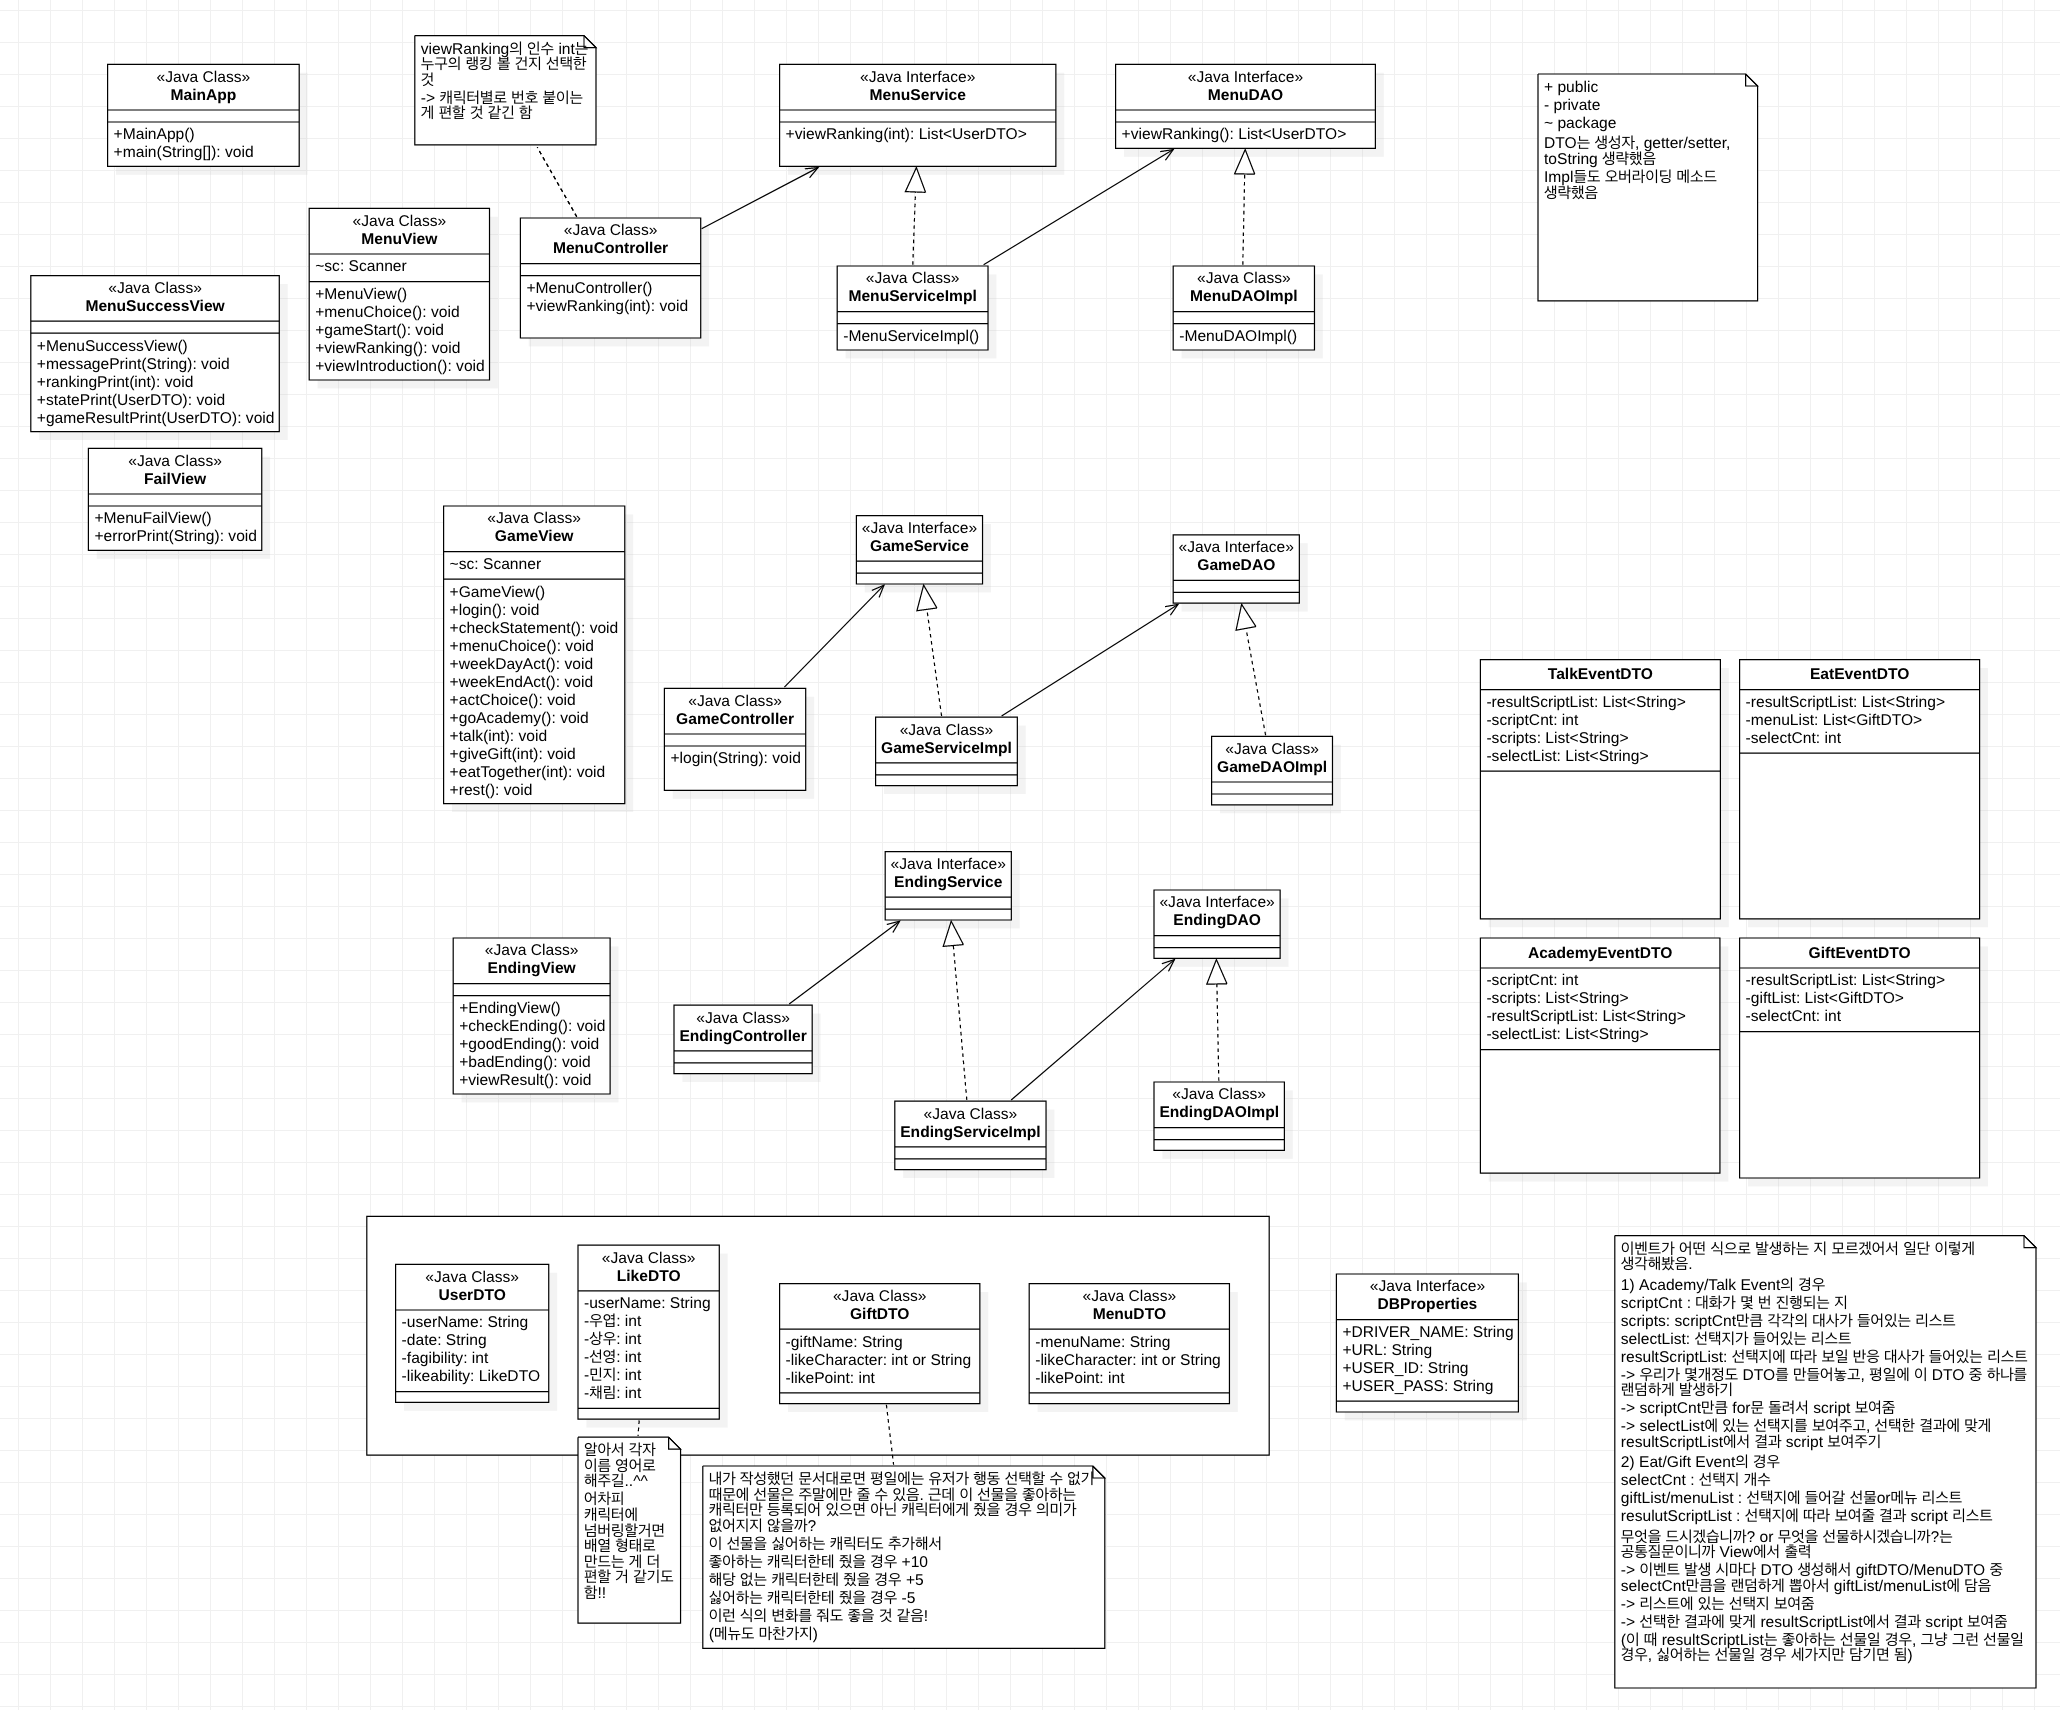 «Java Class»
MainApp
+MainApp()
+main(String[]): void
viewRanking의 인수 int는
누구의 랭킹 볼 건지 선택한
것
-> 캐릭터별로 번호 붙이는
게 편할 것 같긴 함
«Java Interface»
MenuService
+viewRanking(int): List<UserDTO>
«Java Interface»
MenuDAO
+viewRanking(): List<UserDTO>
+ public
- private
~ package
DTO는 생성자, getter/setter,
toString 생략했음
Impl들도 오버라이딩 메소드
생략했음
«Java Class»
MenuView
~sc: Scanner
+MenuView()
+menuChoice(): void
+gameStart(): void
+viewRanking(): void
+viewIntroduction(): void
«Java Class»
MenuController
+MenuController()
+viewRanking(int): void
«Java Class»
MenuServiceImpl
-MenuServiceImpl()
«Java Class»
MenuDAOImpl
-MenuDAOImpl()
«Java Class»
MenuSuccessView
+MenuSuccessView()
+messagePrint(String): void
+rankingPrint(int): void
+statePrint(UserDTO): void
+gameResultPrint(UserDTO): void
«Java Class»
FailView
+MenuFailView()
+errorPrint(String): void
«Java Class»
GameView
~sc: Scanner
+GameView()
+login(): void
+checkStatement(): void
+menuChoice(): void
+weekDayAct(): void
+weekEndAct(): void
+actChoice(): void
+goAcademy(): void
+talk(int): void
+giveGift(int): void
+eatTogether(int): void
+rest(): void
«Java Interface»
GameService
«Java Interface»
GameDAO
«Java Class»
GameController
+login(String): void
«Java Class»
GameServiceImpl
«Java Class»
GameDAOImpl
TalkEventDTO
-resultScriptList: List<String>
-scriptCnt: int
-scripts: List<String>
-selectList: List<String>
EatEventDTO
-resultScriptList: List<String>
-menuList: List<GiftDTO>
-selectCnt: int
«Java Interface»
EndingService
«Java Interface»
EndingDAO
«Java Class»
EndingView
+EndingView()
+checkEnding(): void
+goodEnding(): void
+badEnding(): void
+viewResult(): void
«Java Class»
EndingController
«Java Class»
EndingServiceImpl
«Java Class»
EndingDAOImpl
AcademyEventDTO
-scriptCnt: int
-scripts: List<String>
-resultScriptList: List<String>
-selectList: List<String>
GiftEventDTO
-resultScriptList: List<String>
-giftList: List<GiftDTO>
-selectCnt: int
«Java Class»
UserDTO
-userName: String
-date: String
-fagibility: int
-likeability: LikeDTO
«Java Class»
LikeDTO
-userName: String
-우엽: int
-상우: int
-선영: int
-민지: int
-채림: int
«Java Class»
GiftDTO
-giftName: String
-likeCharacter: int or String
-likePoint: int
«Java Class»
MenuDTO
-menuName: String
-likeCharacter: int or String
-likePoint: int
«Java Interface»
DBProperties
+DRIVER_NAME: String
+URL: String
+USER_ID: String
+USER_PASS: String
알아서 각자
이름 영어로
해주길..^^
어차피
캐릭터에
넘버링할거면
배열 형태로
만드는 게 더
편할 거 같기도
함!!
내가 작성했던 문서대로면 평일에는 유저가 행동 선택할 수 없기
때문에 선물은 주말에만 줄 수 있음. 근데 이 선물을 좋아하는
캐릭터만 등록되어 있으면 아닌 캐릭터에게 줬을 경우 의미가
없어지지 않을까?
이 선물을 싫어하는 캐릭터도 추가해서
좋아하는 캐릭터한테 줬을 경우 +10
해당 없는 캐릭터한테 줬을 경우 +5
싫어하는 캐릭터한테 줬을 경우 -5
이런 식의 변화를 줘도 좋을 것 같음!
(메뉴도 마찬가지)
이벤트가 어떤 식으로 발생하는 지 모르겠어서 일단 이렇게
생각해봤음.
1) Academy/Talk Event의 경우
scriptCnt : 대화가 몇 번 진행되는 지
scripts: scriptCnt만큼 각각의 대사가 들어있는 리스트
selectList: 선택지가 들어있는 리스트
resultScriptList: 선택지에 따라 보일 반응 대사가 들어있는 리스트
-> 우리가 몇개정도 DTO를 만들어놓고, 평일에 이 DTO 중 하나를
랜덤하게 발생하기
-> scriptCnt만큼 for문 돌려서 script 보여줌
-> selectList에 있는 선택지를 보여주고, 선택한 결과에 맞게
resultScriptList에서 결과 script 보여주기
2) Eat/Gift Event의 경우
selectCnt : 선택지 개수
giftList/menuList : 선택지에 들어갈 선물or메뉴 리스트
resulutScriptList : 선택지에 따라 보여줄 결과 script 리스트
무엇을 드시겠습니까? or 무엇을 선물하시겠습니까?는
공통질문이니까 View에서 출력
-> 이벤트 발생 시마다 DTO 생성해서 giftDTO/MenuDTO 중
selectCnt만큼을 랜덤하게 뽑아서 giftList/menuList에 담음
-> 리스트에 있는 선택지 보여줌
-> 선택한 결과에 맞게 resultScriptList에서 결과 script 보여줌
(이 때 resultScriptList는 좋아하는 선물일 경우, 그냥 그런 선물일
경우, 싫어하는 선물일 경우 세가지만 담기면 됨)